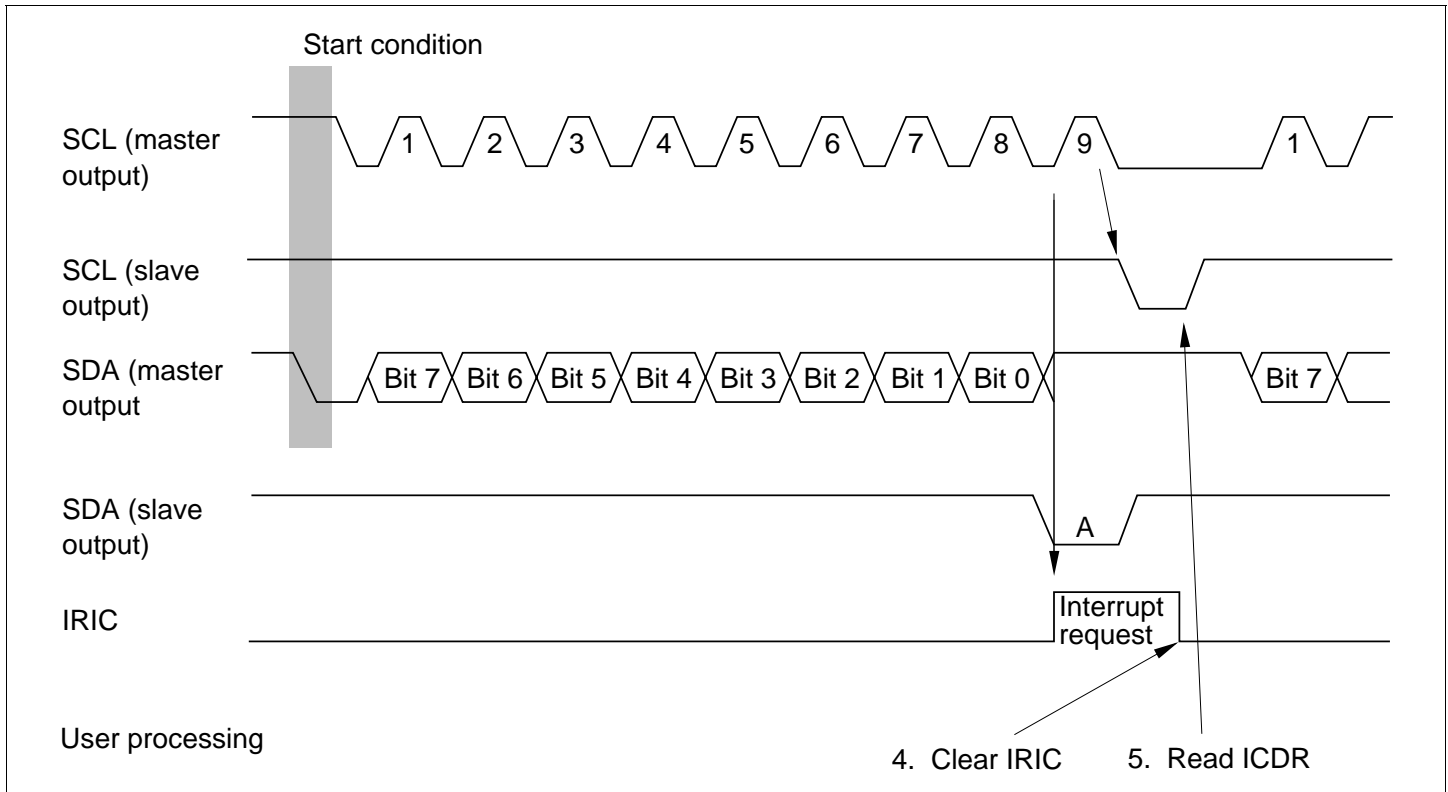 Start condition
SCL (master
output)
1 2 3 4 5 6 7 8 9 1
SCL (slave
output)
SDA (master
output
Bit 7 Bit 6 Bit 5 Bit 4 Bit 3 Bit 2 Bit 1 Bit 0 Bit 7
SDA (slave
output)
A
IRIC
Interrupt
request
User processing
4. Clear IRIC 5. Read ICDR